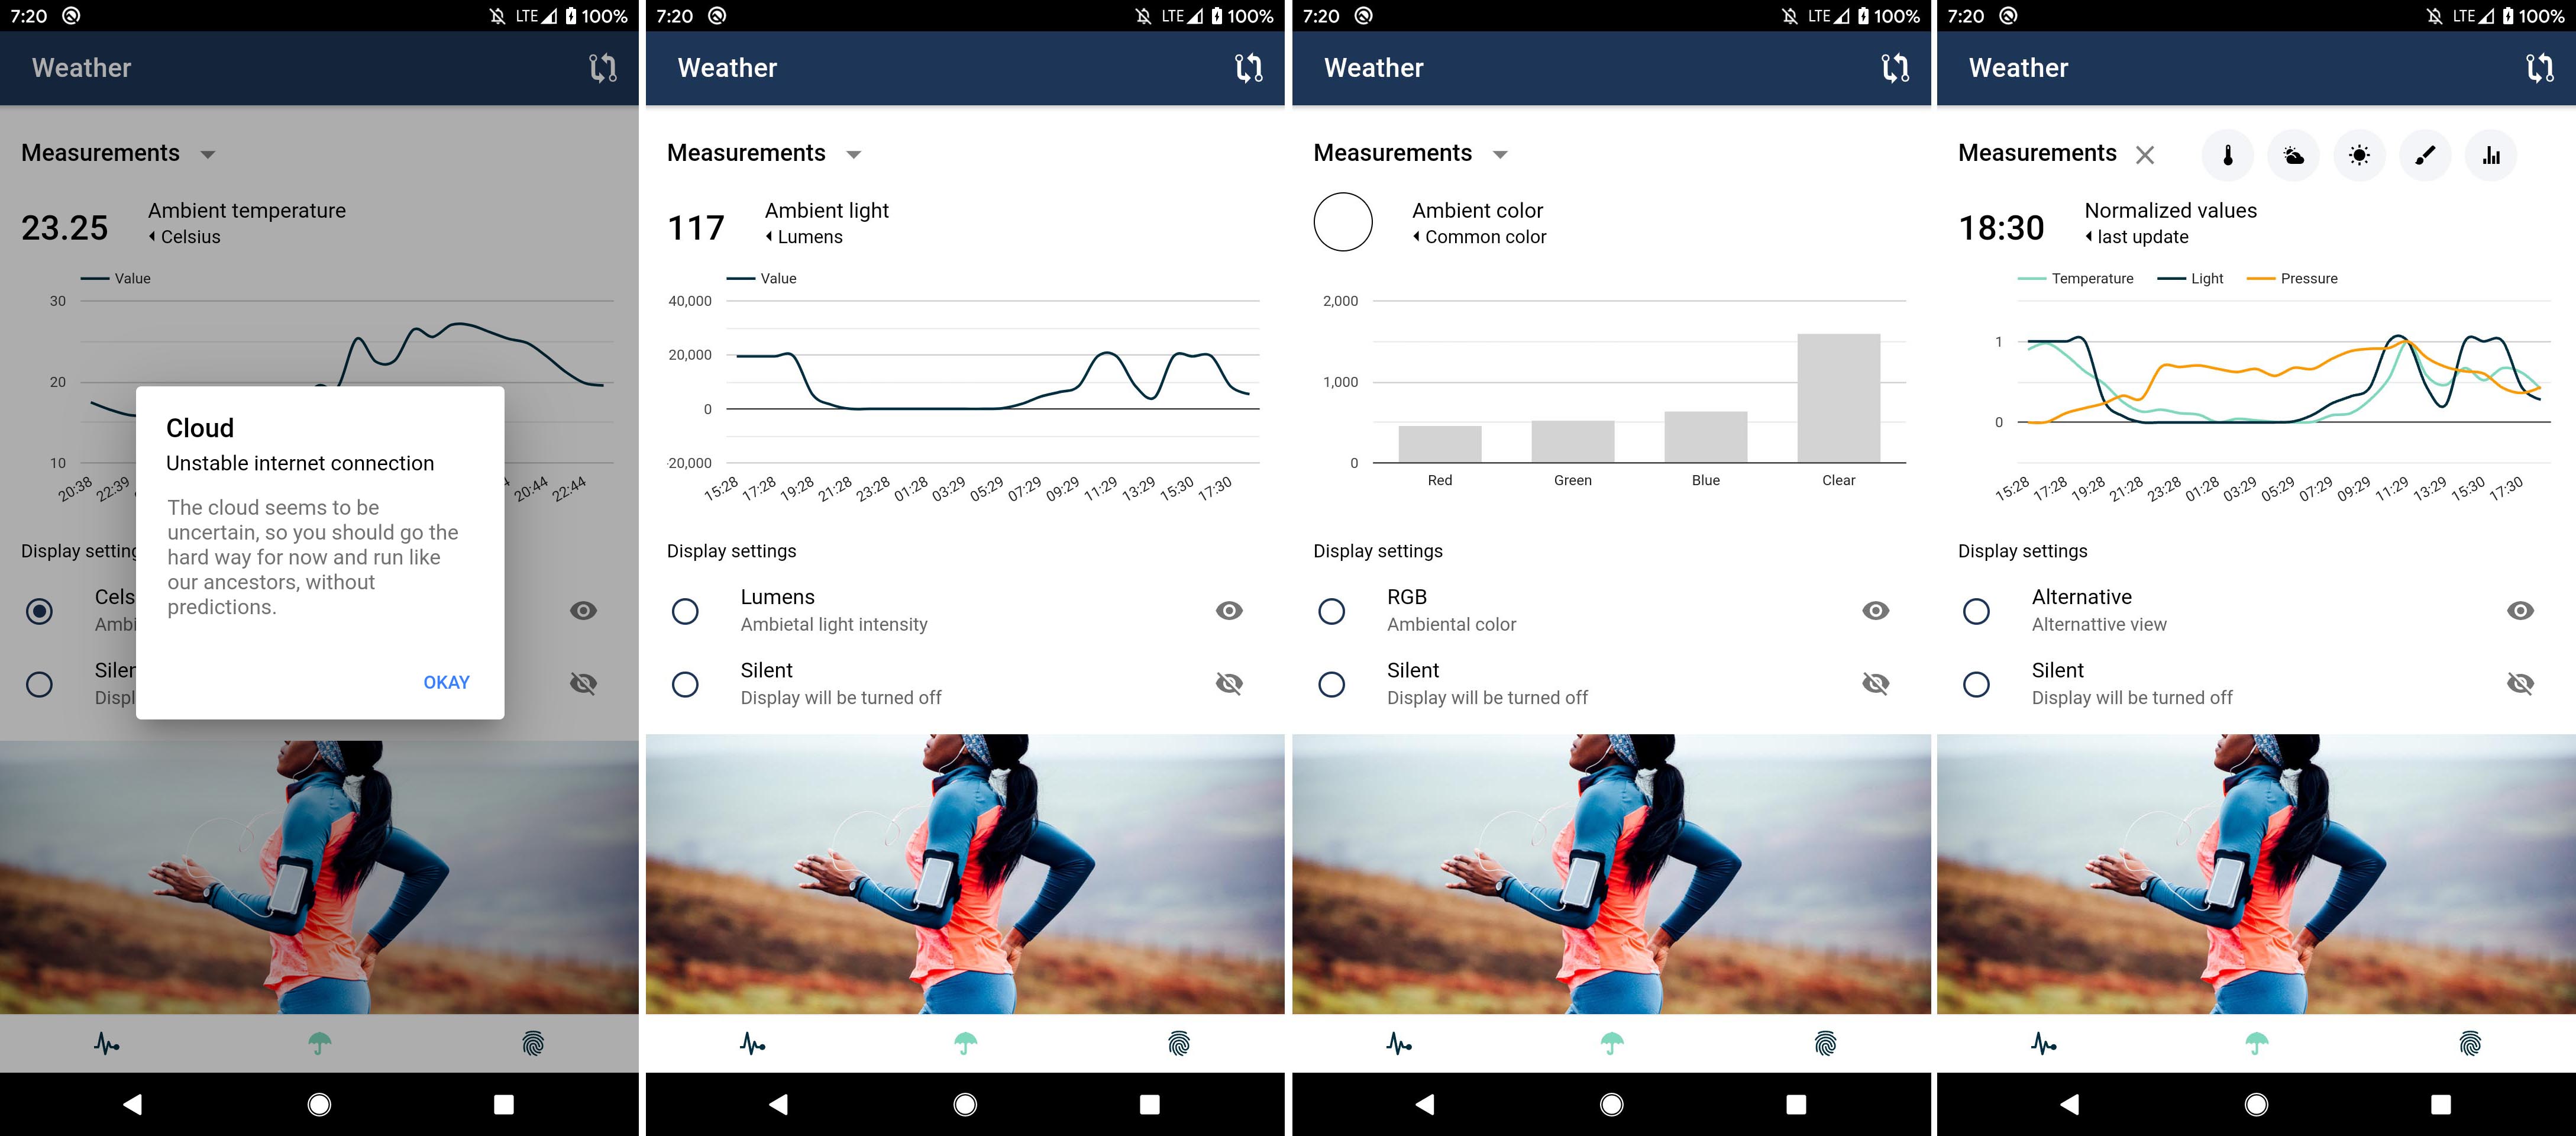 7:20 LTE 100%
Weather
Measurements
23.25 Ambient temperature
Celsius
Value
30
20
10
20:38 22:39 20:44 22:44
Cloud
Unstable internet connection
The cloud seems to be
uncertain, so you should go the
hard way for now and run like
our ancestors, without
predictions.
OKAY
Display setting
Cels
Ambi
Siler
Displ
7:20 LTE 100%
Weather
Measurements
117 Ambient light
Lumens
Value
40,000
20,000
0
-20,000
15:28 17:28 19:28 21:28 23:28 01:28 03:29 05:29 07:29 09:29 11:29 13:29 15:30 17:30
Display settings
Lumens
Ambietal light intensity
Silent
Display will be turned off
7:20 LTE 100%
Weather
Measurements
Ambient color
Common color
2,000
1,000
0
Red Green Blue Clear
Display settings
RGB
Ambiental color
Silent
Display will be turned off
7:20 LTE 100%
Weather
Measurements
18:30 Normalized values
last update
Temperature Light Pressure
1
0
15:28 17:28 19:28 21:28 23:28 01:28 03:29 05:29 07:29 09:29 11:29 13:29 15:30 17:30
Display settings
Alternative
Alternattive view
Silent
Display will be turned off